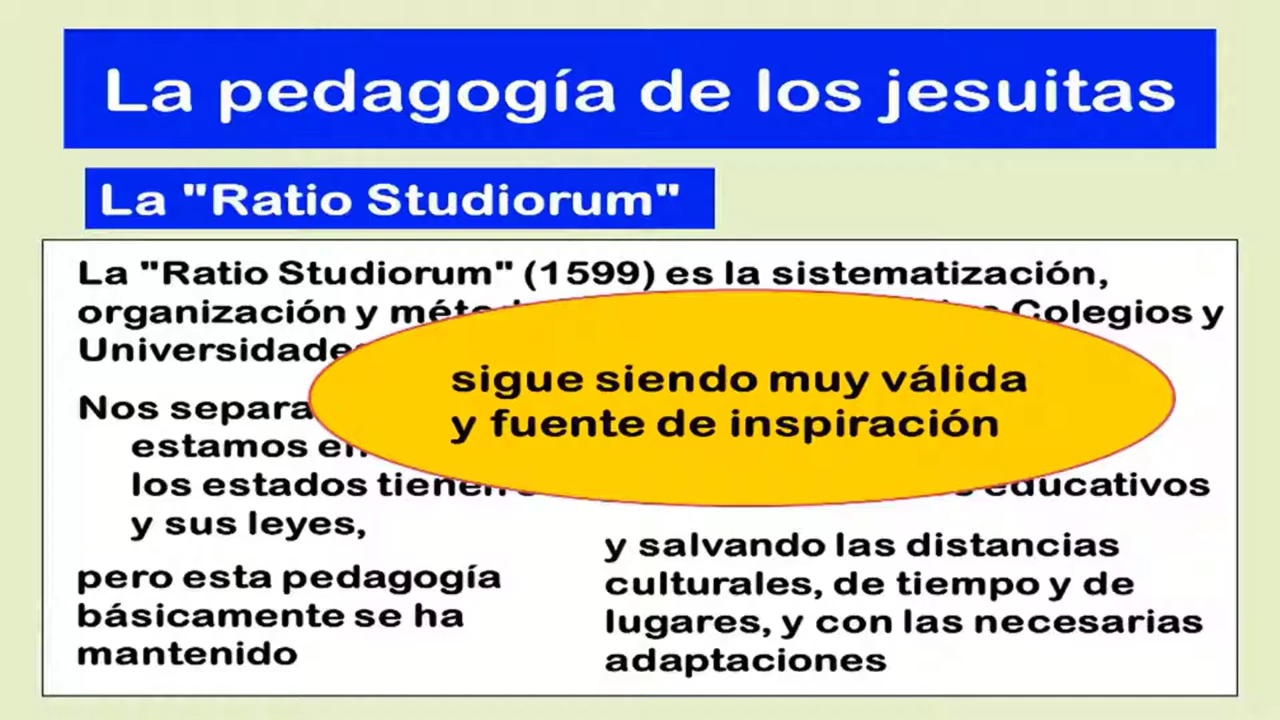 La pedagogía de los jesuitas
La "Ratio Studiorum"
La "Ratio Studiorum" (1599) es la sistematización,
organización y Colegios y
Nos
estamos
los estados educativos
y sus leyes,
sigue siendo muy válida
y fuente de inspiración
pero esta pedagogía
básicamente se ha
mantenido
y salvando las distancias
culturales, de tiempo y de
lugares, y con las necesarias
adaptaciones